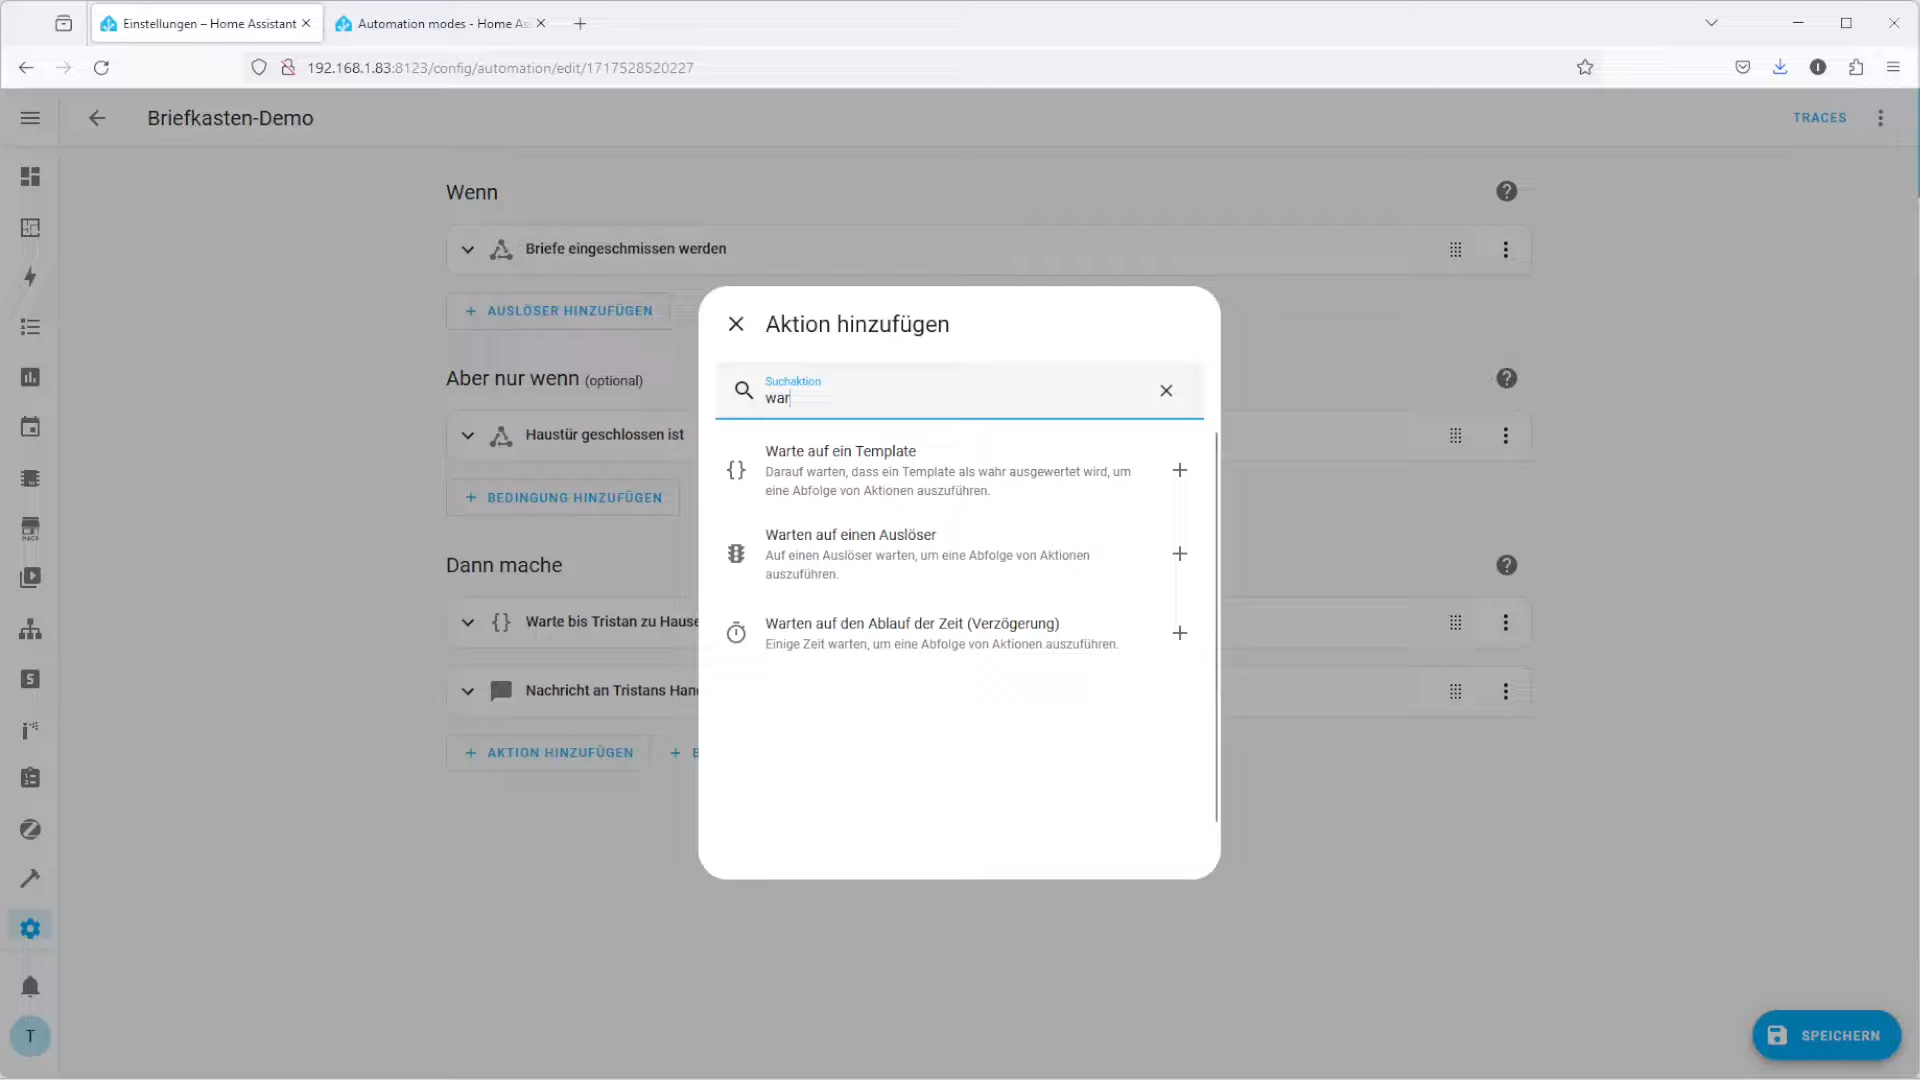 Einstellungen – Home Assistant
Automation modes - Home As
192.168.1.83:8123/config/automation/edit/1717528520227
Briefkasten-Demo
TRACES
Wenn
Briefe eingeschmissen werden
+ AUSLÖSER HINZUFÜGEN
Aber nur wenn (optional)
Haustür geschlossen ist
+ BEDINGUNG HINZUFÜGEN
Dann mache
Warte bis Tristan zu Hause
Nachricht an Tristans Han
+ AKTION HINZUFÜGEN
+ B
Aktion hinzufügen
Suchaktion
war
Warte auf ein Template
Darauf warten, dass ein Template als wahr ausgewertet wird, um
eine Abfolge von Aktionen auszuführen.
Warten auf einen Auslöser
Auf einen Auslöser warten, um eine Abfolge von Aktionen
auszuführen.
Warten auf den Ablauf der Zeit (Verzögerung)
Einige Zeit warten, um eine Abfolge von Aktionen auszuführen.
HACS
S
T
SPEICHERN